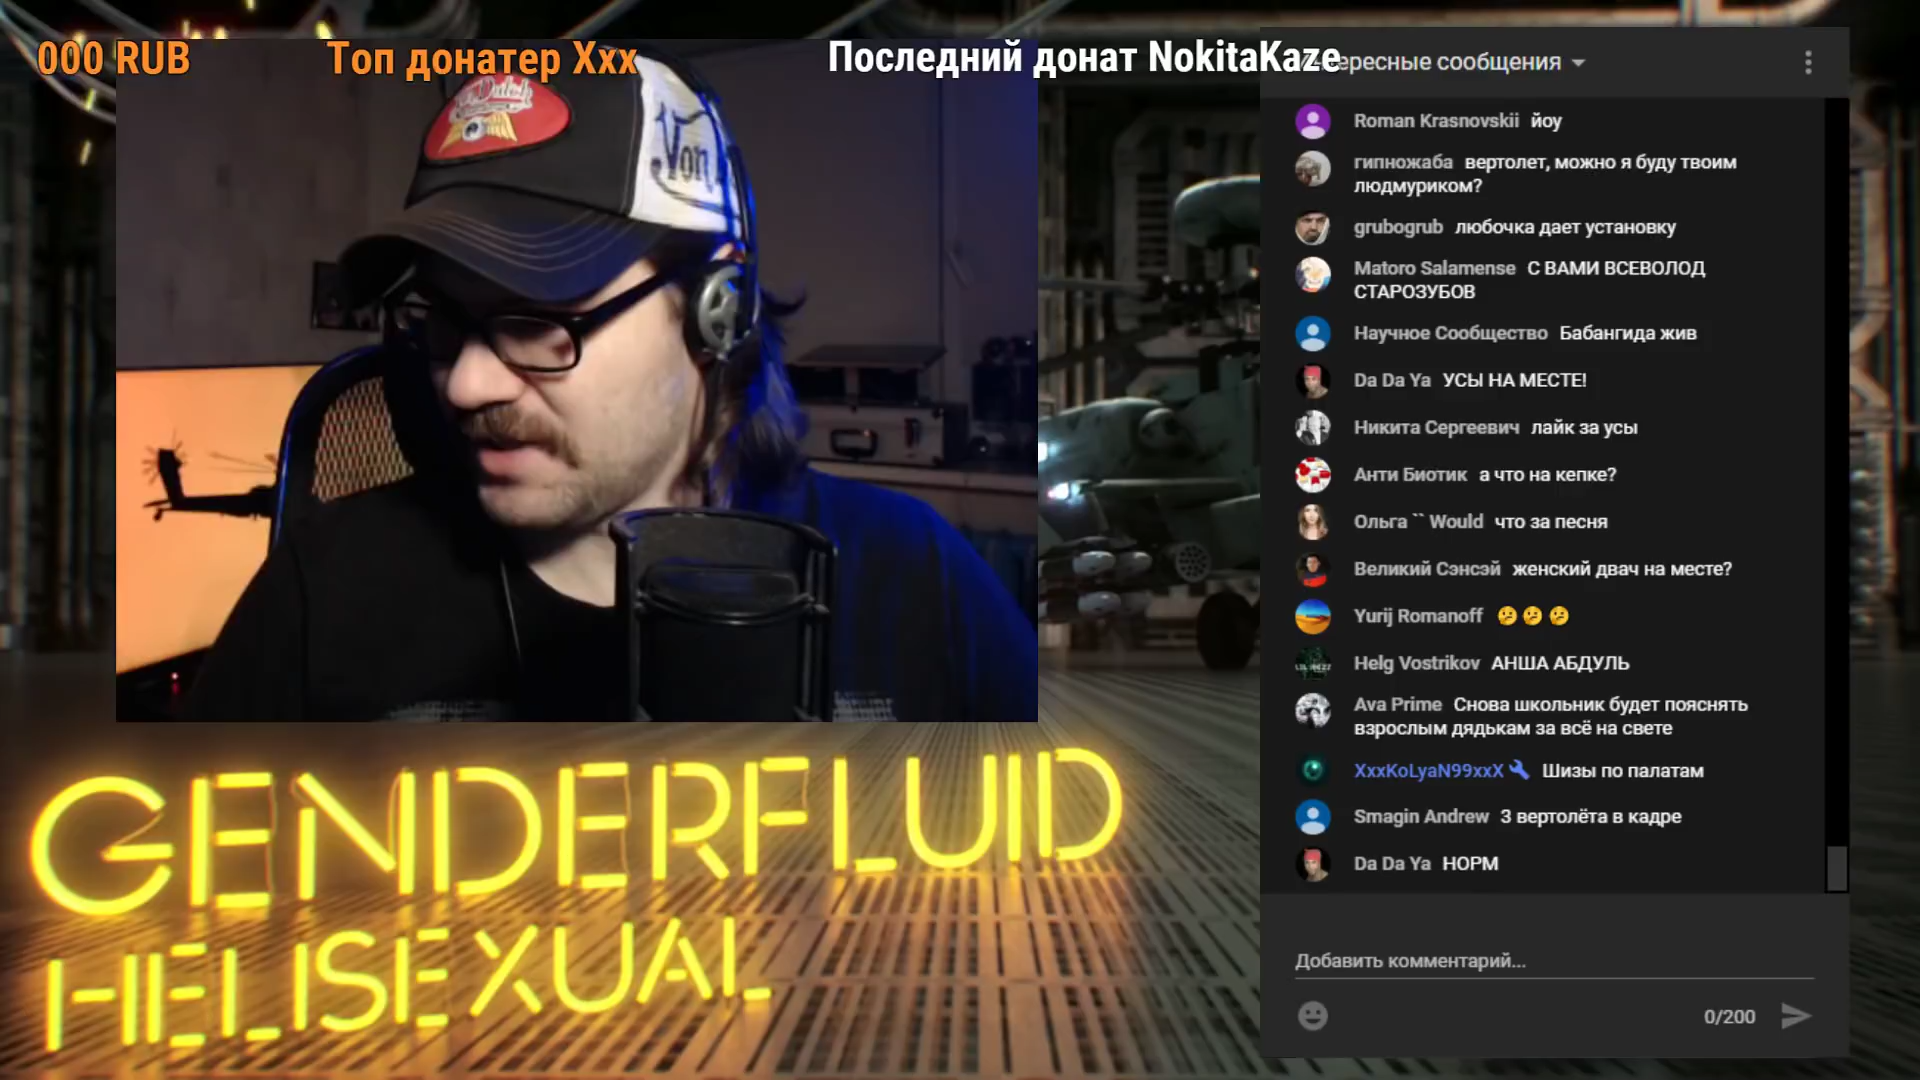 000 RUB
Топ донатер Xxx
Последний донат NokitaKaze
ересные сообщения
Von
Roman Krasnovskii йоу
гипножаба вертолет, можно я буду твоим
людмуриком?
grubogrub любочка дает установку
Matoro Salamense С ВАМИ ВСЕВОЛОД
СТАРОЗУБОВ
Научное Сообщество Бабангида жив
Da Da Ya УСЫ НА МЕСТЕ!
Никита Сергеевич лайк за усы
Анти Биотик а что на кепке?
Ольга `` Would что за песня
Великий Сэнсэй женский двач на месте?
Yurij Romanoff 🤔🤔🤔
Helg Vostrikov АНША АБДУЛЬ
Ava Prime Снова школьник будет пояснять
взрослым дядькам за всё на свете
XxxKoLyaN99xxX Шизы по палатам
Smagin Andrew 3 вертолёта в кадре
Da Da Ya НОРМ
Добавить комментарий...
0/200
GENDERFLUID
HELISEXUAL